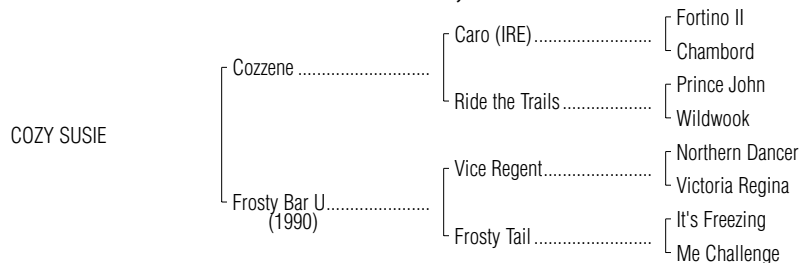 Fortino II
Caro (IRE)
Chambord
Cozzene
Prince John
Ride the Trails
Wildwook
COZY SUSIE
Northern Dancer
Vice Regent
Victoria Regina
Frosty Bar U
(1990)
It's Freezing
Frosty Tail
Me Challenge